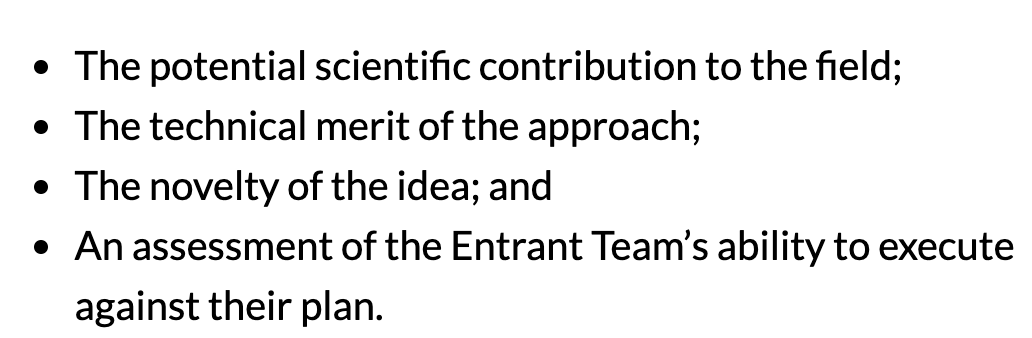 • The potential scientific contribution to the field;
• The technical merit of the approach;
• The novelty of the idea; and
• An assessment of the Entrant Team’s ability to execute
against their plan.